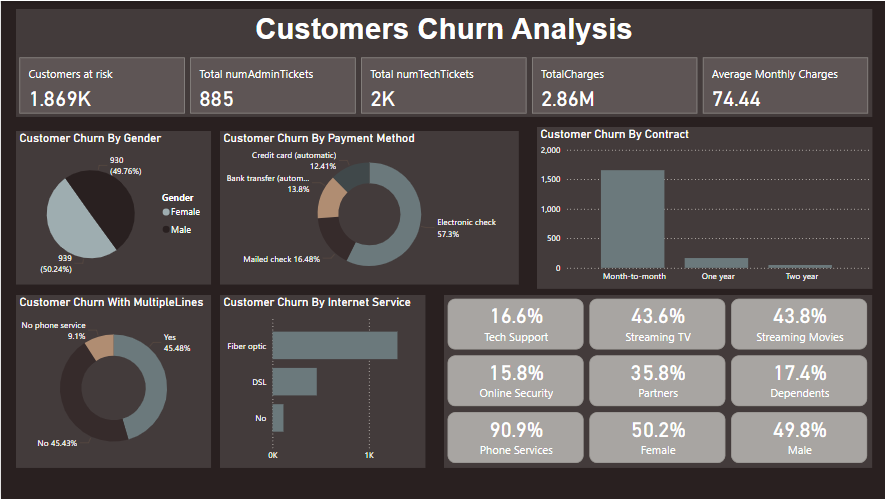 Customers Churn Analysis
Customers at risk
1.869K
Total numAdminTickets
885
Total numTechTickets
2K
TotalCharges
2.86M
Average Monthly Charges
74.44
Customer Churn By Gender
930
(49.76%)
939
(50.24%)
Gender
Female
Male
Customer Churn By Payment Method
Credit card (automatic)
12.41%
Bank transfer (autom...
13.8%
Mailed check 16.48%
Electronic check
57.3%
Customer Churn By Contract
2,000
1,500
1,000
500
0
Month-to-month
One year
Two year
Customer Churn With MultipleLines
No phone service
9.1%
Yes
45.48%
No 45.43%
Customer Churn By Internet Service
Fiber optic
DSL
No
0K
1K
16.6%
Tech Support
43.6%
Streaming TV
43.8%
Streaming Movies
15.8%
Online Security
35.8%
Partners
17.4%
Dependents
90.9%
Phone Services
50.2%
Female
49.8%
Male